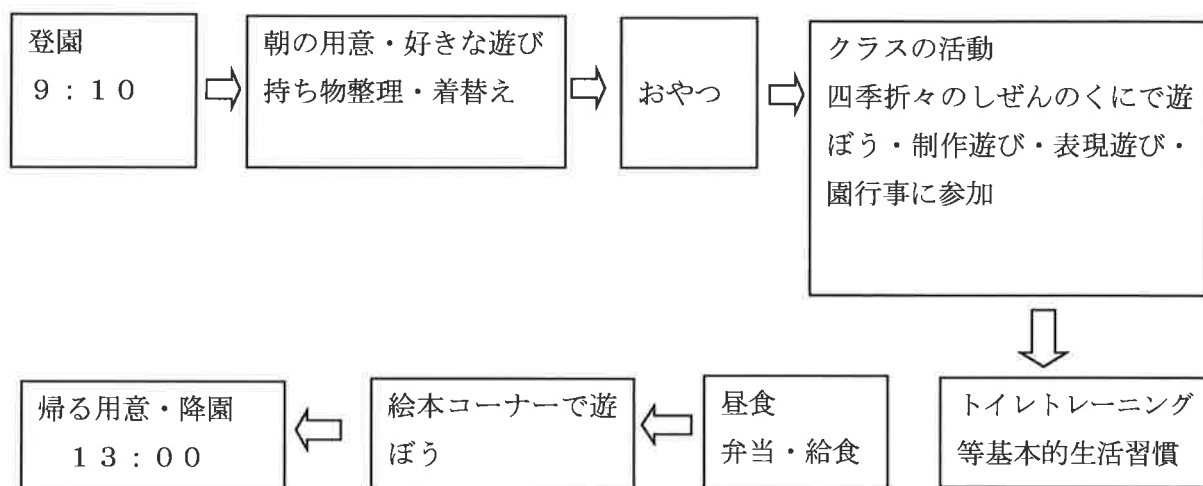 登園
９：１０
朝の用意・好きな遊び
持ち物整理・着替え
おやつ
クラスの活動
四季折々のしぜんのくにで遊
ぼう・制作遊び・表現遊び・
園行事に参加
トイレトレーニング
等基本的生活習慣
昼食
弁当・給食
絵本コーナーで遊
ぼう
帰る用意・降園
１３：００